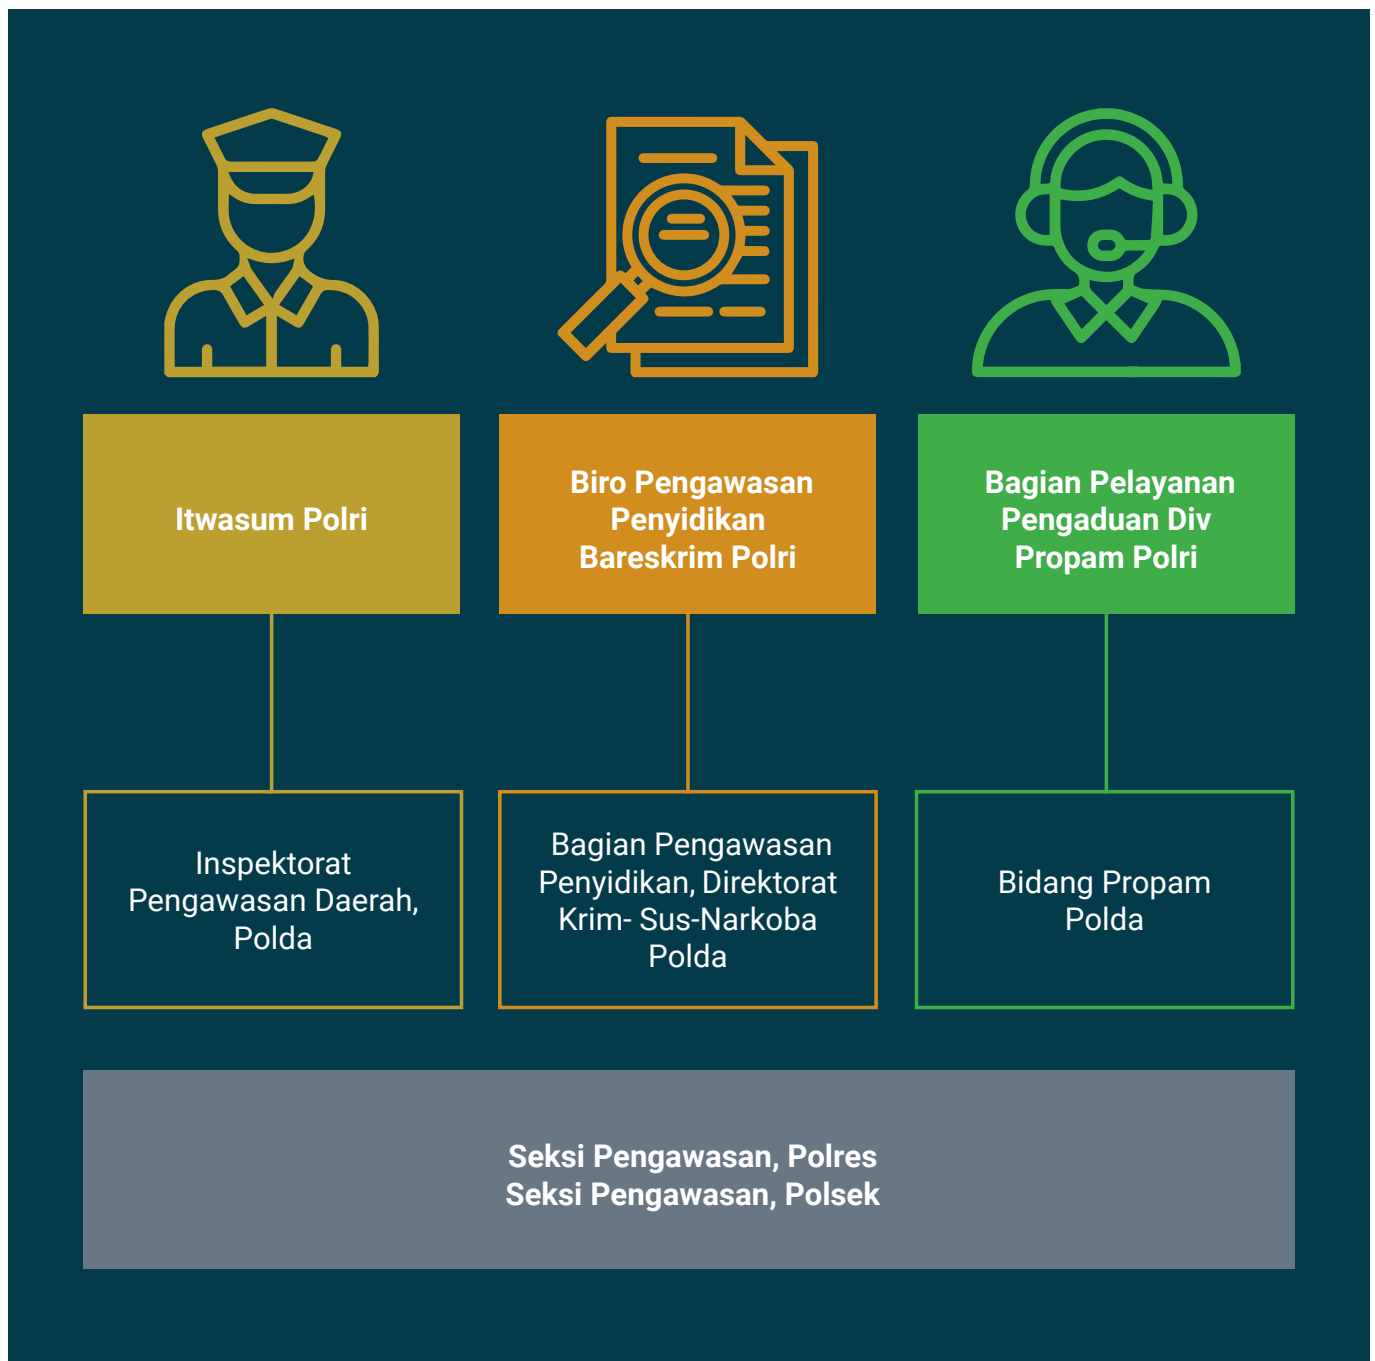 Itwasum Polri
Biro Pengawasan
Penyidikan
Bareskrim Polri
Bagian Pelayanan
Pengaduan Div
Propam Polri
Inspektorat
Pengawasan Daerah,
Polda
Bagian Pengawasan
Penyidikan, Direktorat
Krim- Sus-Narkoba
Polda
Bidang Propam
Polda
Seksi Pengawasan, Polres
Seksi Pengawasan, Polsek